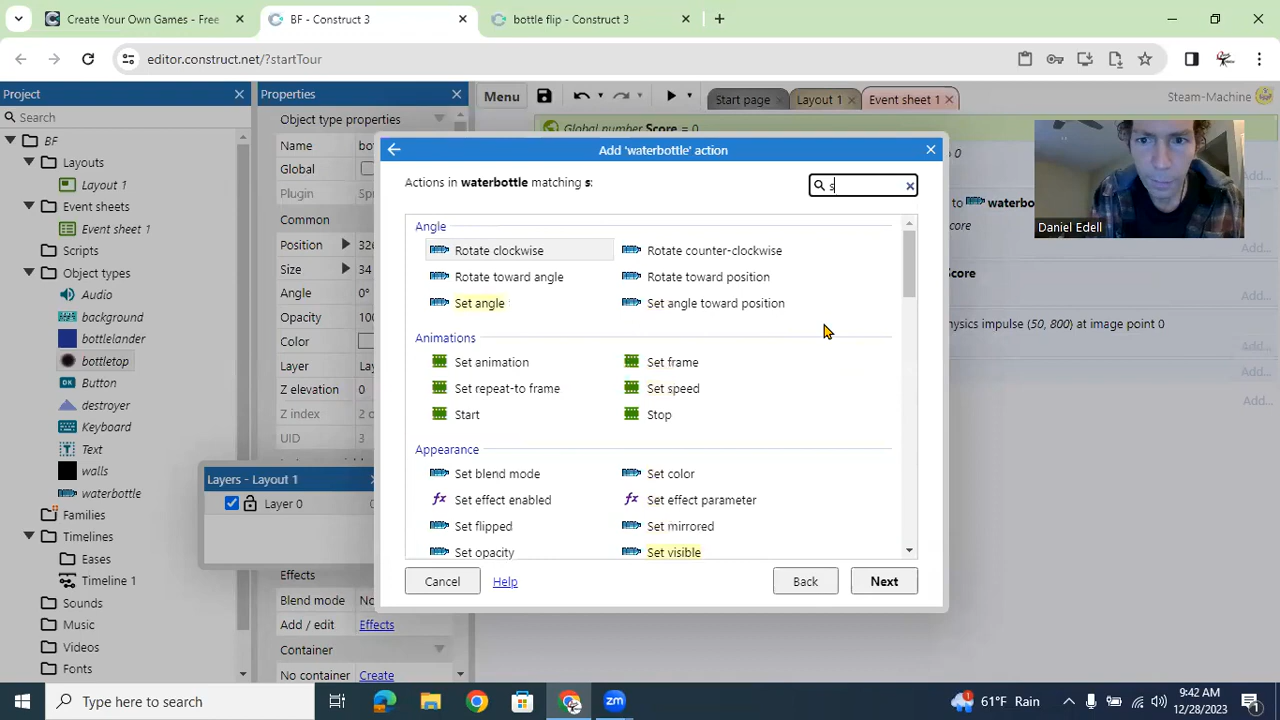 Create Your Own Games - Free
BF - Construct 3
bottle flip - Construct 3
editor.construct.net/?startTour
Project
Properties
Menu
Start page
Layout 1
Event sheet 1
Steam-Machine
Search
BF
Layouts
Layout 1
Event sheets
Event sheet 1
Scripts
Object types
Audio
background
bottlelander
bottletop
Button
destroyer
Keyboard
Text
walls
waterbottle
Families
Timelines
Eases
Timeline 1
Sounds
Music
Videos
Fonts
Object type properties
Name
Global
Plugin
Common
Position
Size
34
Angle
0°
Opacity
Color
Layer
Z elevation
0
Z index
UID
3
Layers - Layout 1
Layer 0
Effects
Blend mode
Add / edit
Effects
Container
No container
Create
Global number Score = 0
to
Score
hysics impulse (50, 800) at image point 0
Add...
Add...
Add...
Daniel Edell
Add 'waterbottle' action
Actions in waterbottle matching s:
s
Angle
Rotate clockwise
Rotate counter-clockwise
Rotate toward angle
Rotate toward position
Set angle
Set angle toward position
Animations
Set animation
Set frame
Set repeat-to frame
Set speed
Start
Stop
Appearance
Set blend mode
Set color
Set effect enabled
Set effect parameter
Set flipped
Set mirrored
Set opacity
Set visible
Cancel
Help
Back
Next
Type here to search
61°F Rain
9:42 AM
12/28/2023